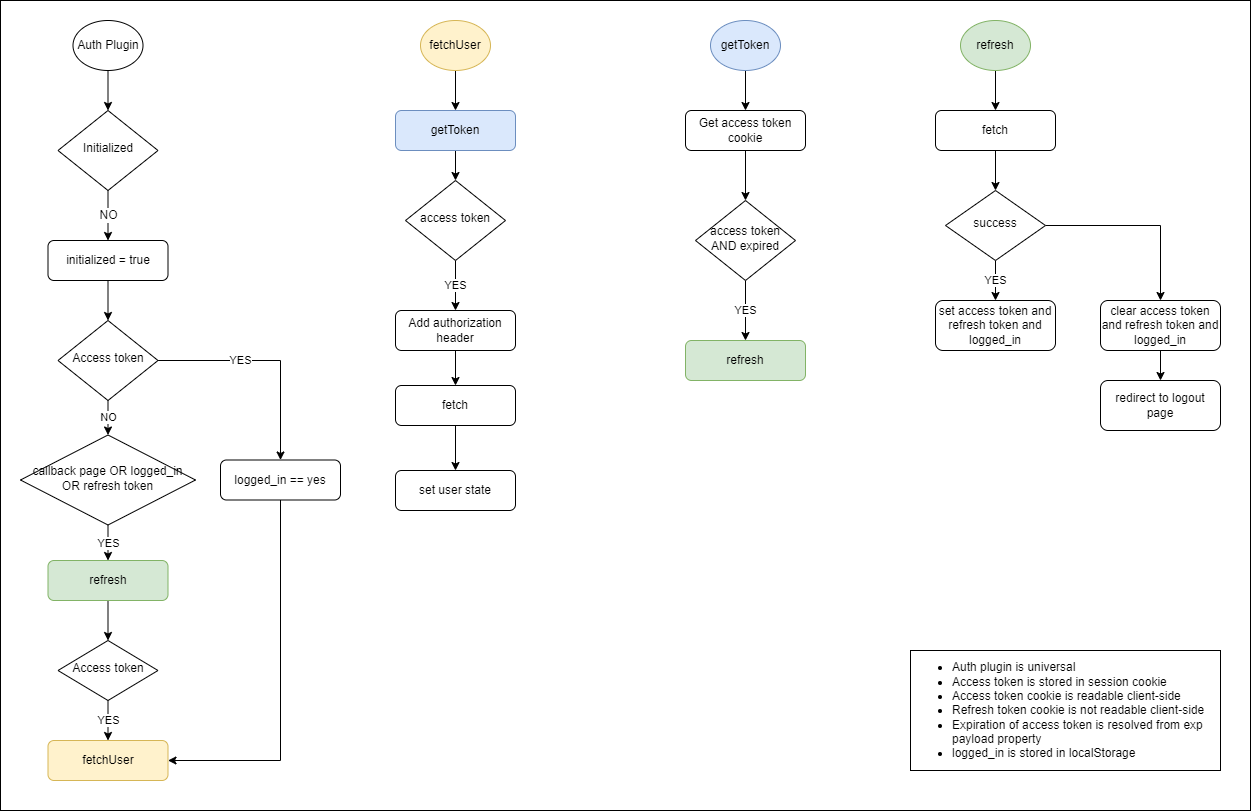 Auth Plugin
Initialized
NO
initialized = true
Access token
YES
NO
callback page OR logged_in
OR refresh token
logged_in == yes
YES
refresh
Access token
YES
fetchUser
fetchUser
getToken
access token
YES
Add authorization
header
fetch
set user state
getToken
Get access token
cookie
access token
AND expired
YES
refresh
refresh
fetch
success
YES
set access token and
refresh token and
logged_in
clear access token
and refresh token and
logged_in
redirect to logout
page
• Auth plugin is universal
• Access token is stored in session cookie
• Access token cookie is readable client-side
• Refresh token cookie is not readable client-side
• Expiration of access token is resolved from exp
payload property
• logged_in is stored in localStorage